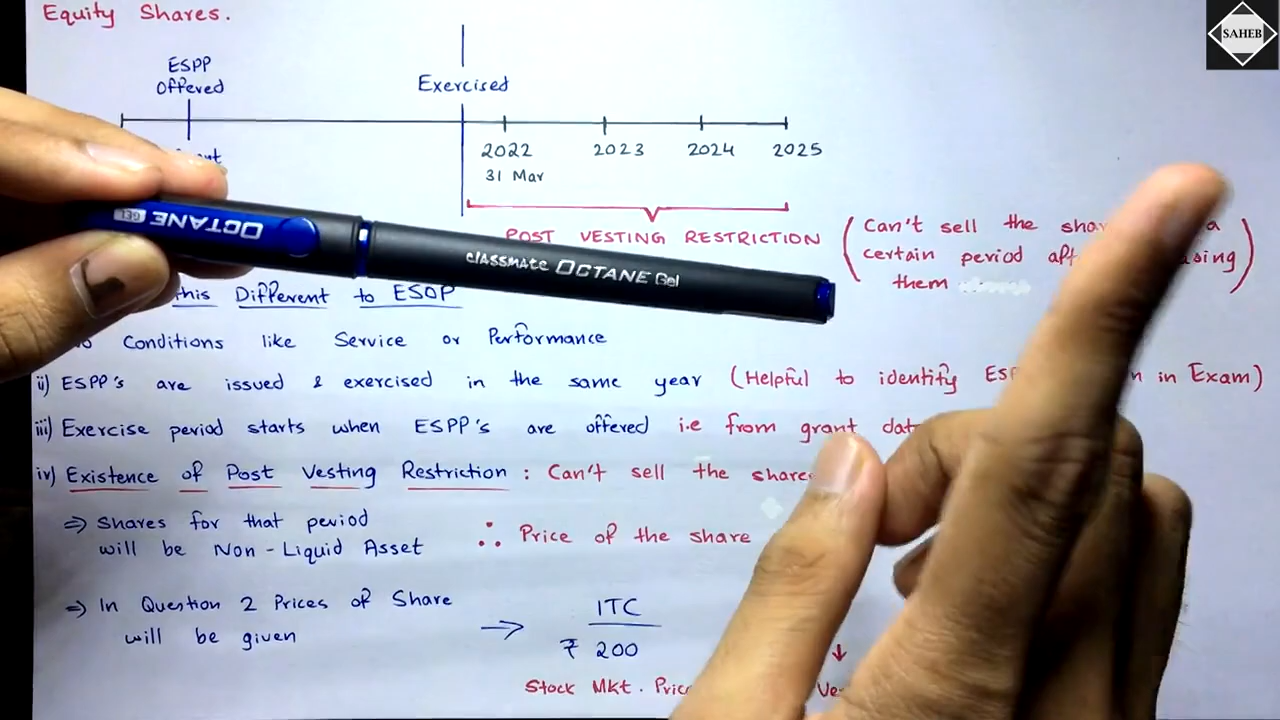 Equity Shares.
SAHEB
ESPP
Offered
Exercised
2022 2023 2024 2025
31 Mar
POST VESTING RESTRICTION
(Can't sell the a
certain period
them
OCTANE GEL
classmate OCTANE Gel
this Different to ESOP
Conditions like Service or Performance
ii) ESPP's are issued & exercised in the same year (Helpful to identify in Exam)
iii) Exercise period starts when ESPP's are offered i.e from grant
iv) Existence of Post Vesting Restriction : Can't sell the
⇒ Shares for that period
will be Non-Liquid Asset
∴ Price of the share
⇒ In Question 2 Prices of Share
will be given
→ ITC
₹ 200
Stock Mkt.